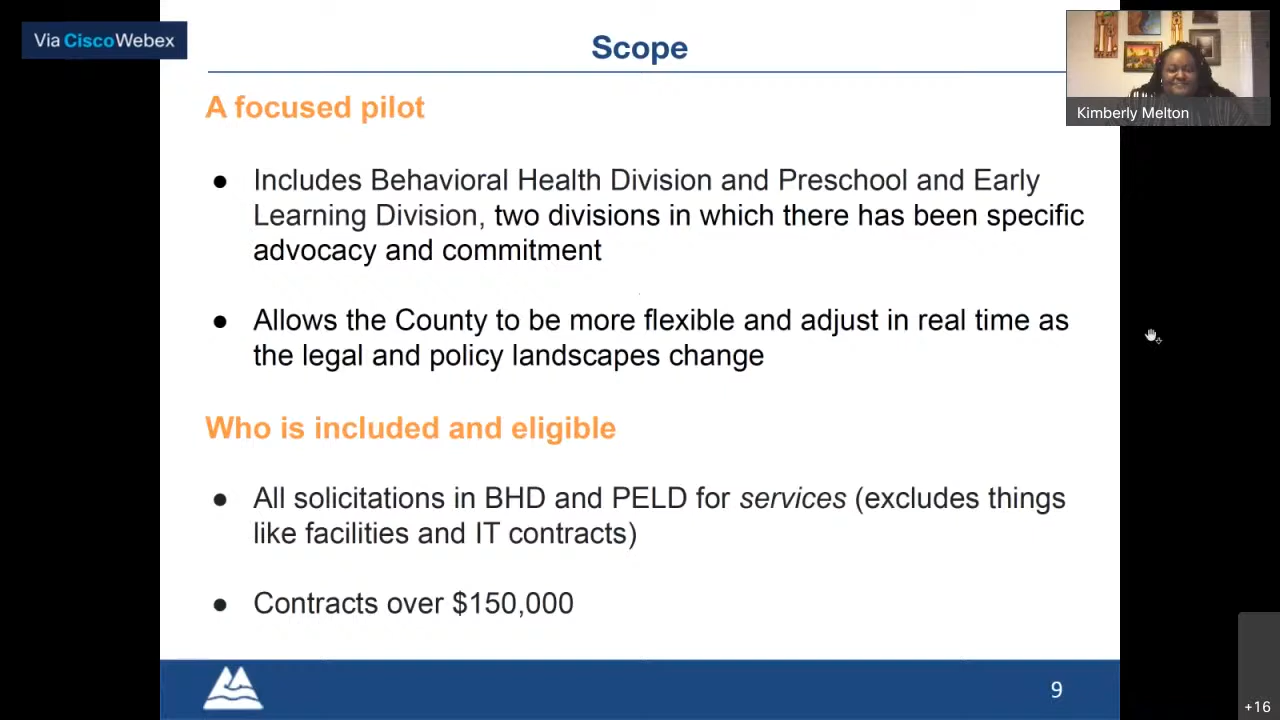 Via Cisco Webex
Scope
Kimberly Melton
A focused pilot
● Includes Behavioral Health Division and Preschool and Early
Learning Division, two divisions in which there has been specific
advocacy and commitment
● Allows the County to be more flexible and adjust in real time as
the legal and policy landscapes change
Who is included and eligible
● All solicitations in BHD and PELD for services (excludes things
like facilities and IT contracts)
● Contracts over $150,000
9
+16